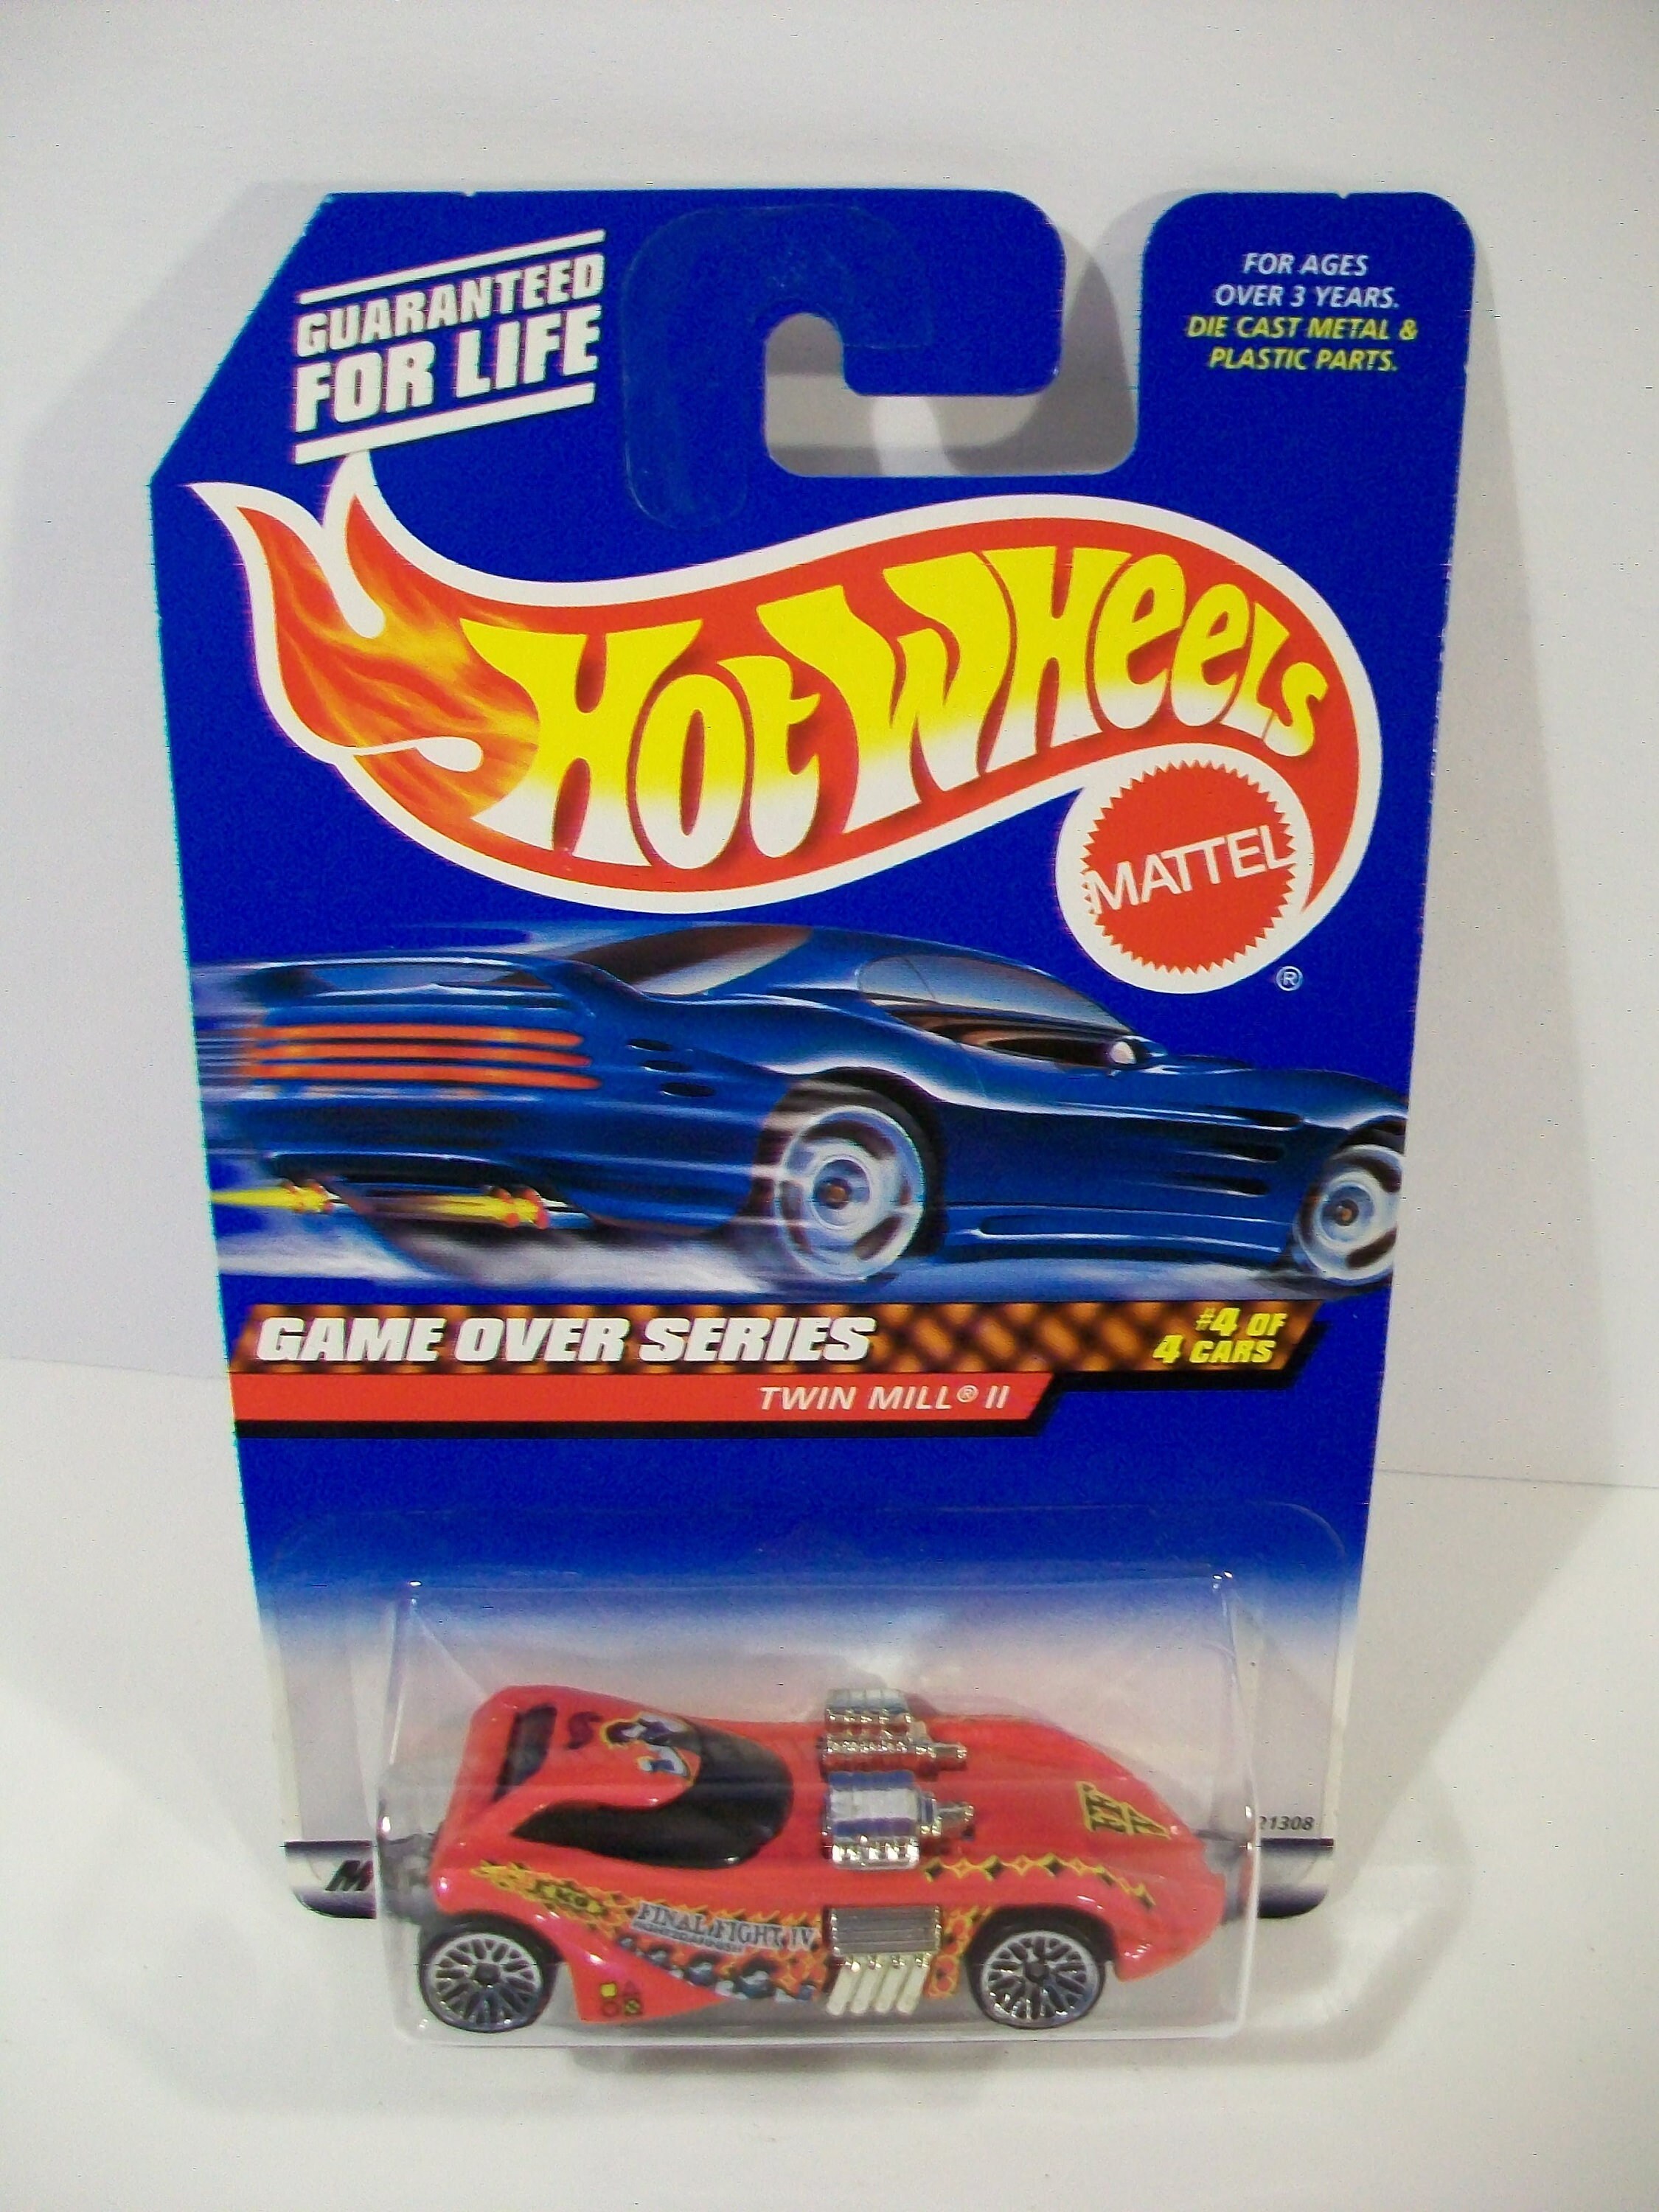 GUARANTEED
FOR LIFE
FOR AGES
OVER 3 YEARS.
DIE CAST METAL &
PLASTIC PARTS.
HOT WHEELS
MATTEL
®
GAME OVER SERIES
#4 OF
4 CARS
TWIN MILL® II
21308
FINAL FIGHT IV